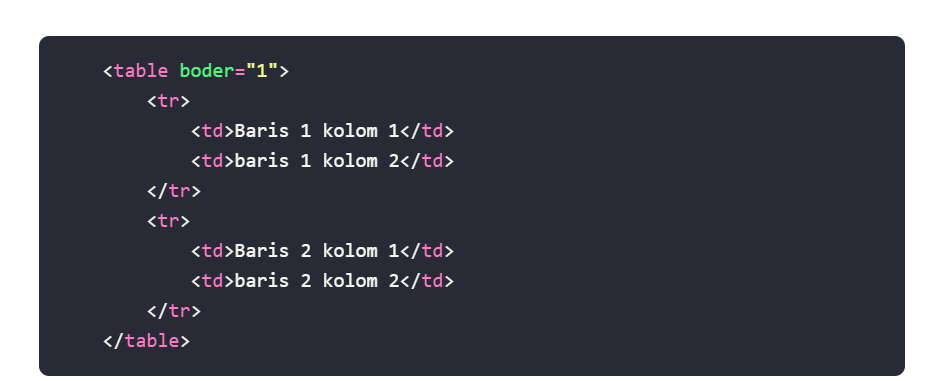 <table boder="1">
<tr>
<td>Baris 1 kolom 1</td>
<td>baris 1 kolom 2</td>
</tr>
<tr>
<td>Baris 2 kolom 1</td>
<td>baris 2 kolom 2</td>
</tr>
</table>